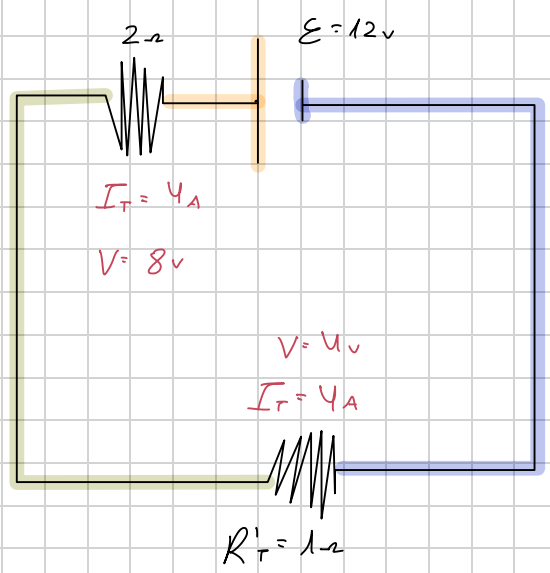 2Ω
ε = 12v
I_T = 4A
V = 8v
V = 4v
I_T = 4A
R'_T = 1Ω